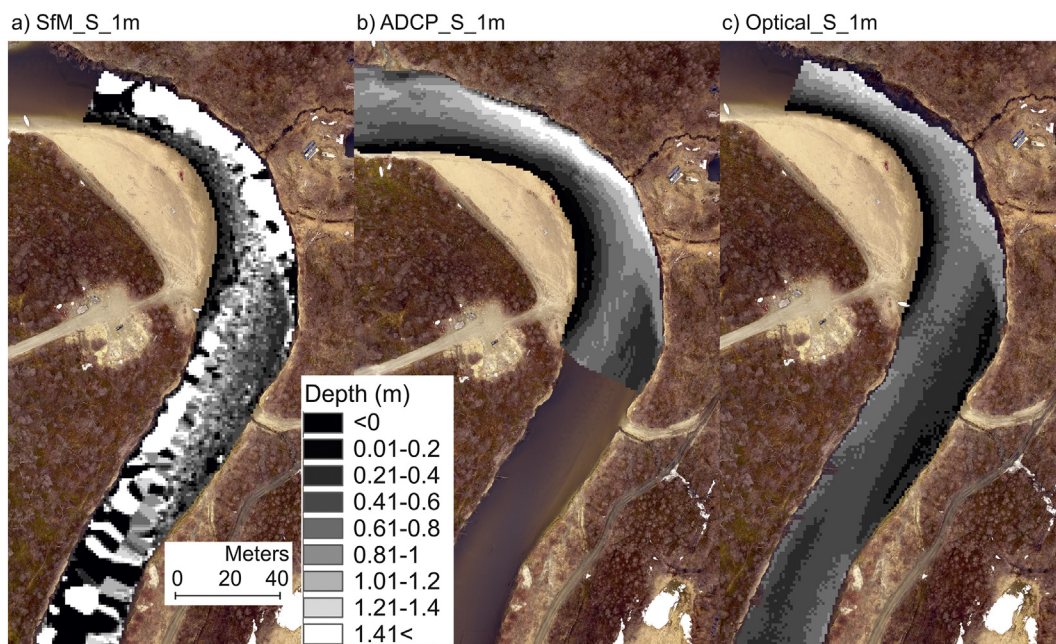 a) SfM_S_1m
b) ADCP_S_1m
c) Optical_S_1m
Depth (m)
<0
0.01-0.2
0.21-0.4
0.41-0.6
0.61-0.8
0.81-1
1.01-1.2
1.21-1.4
1.41<
Meters
0 20 40